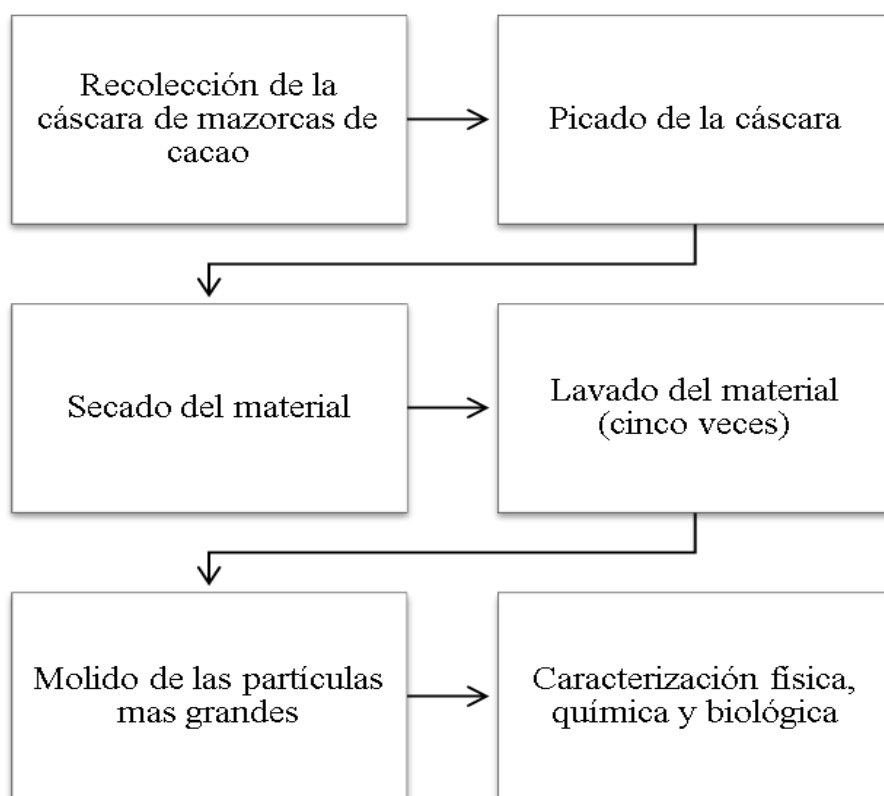 Recolección de la
cáscara de mazorcas de
cacao
Picado de la cáscara
Secado del material
Lavado del material
(cinco veces)
Molido de las partículas
mas grandes
Caracterización física,
química y biológica